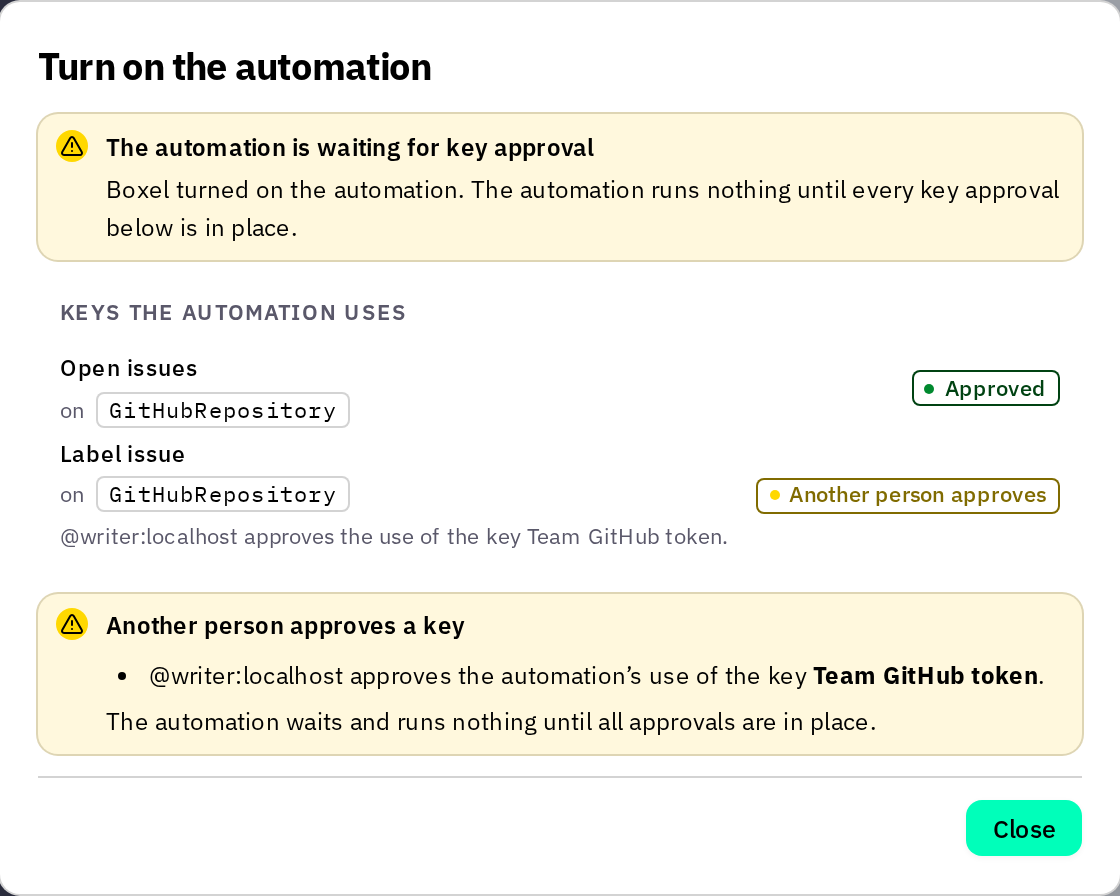 Turn on the automation
The automation is waiting for key approval
Boxel turned on the automation. The automation runs nothing until every key approval
below is in place.
KEYS THE AUTOMATION USES
Open issues
on GitHubRepository
Approved
Label issue
on GitHubRepository
Another person approves
@writer:localhost approves the use of the key Team GitHub token.
Another person approves a key
• @writer:localhost approves the automation’s use of the key Team GitHub token.
The automation waits and runs nothing until all approvals are in place.
Close